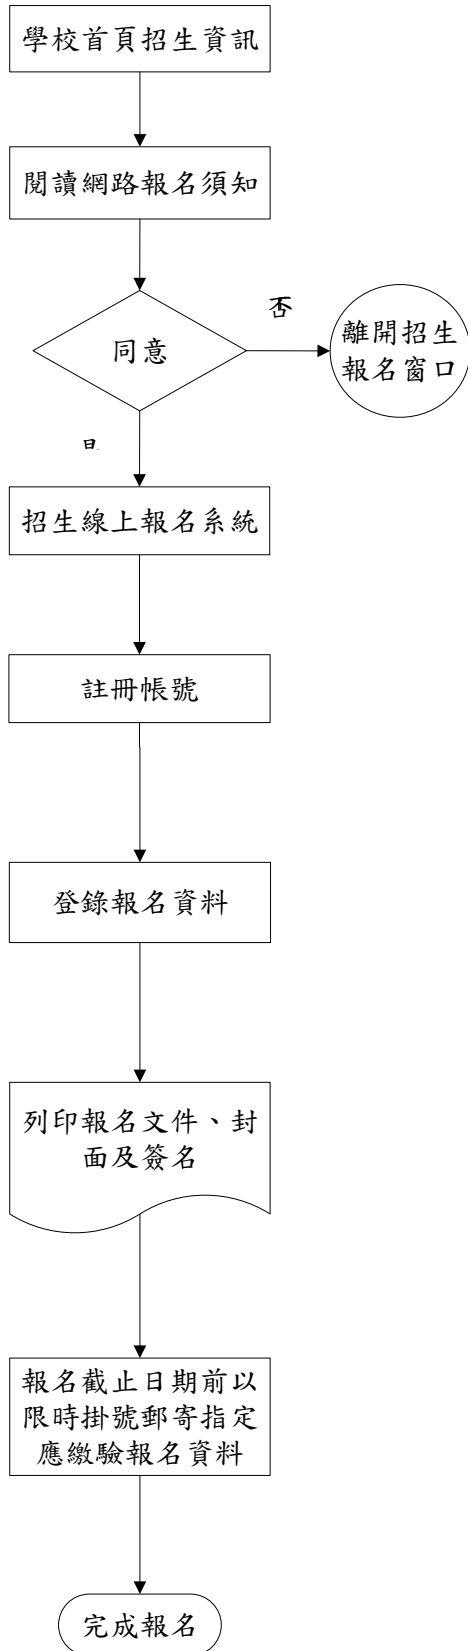 學校首頁招生資訊
閱讀網路報名須知
否
同意
離開招生
報名窗口
招生線上報名系統
註冊帳號
登錄報名資料
列印報名文件、封
面及簽名
報名截止日期前以
限時掛號郵寄指定
應繳驗報名資料
完成報名